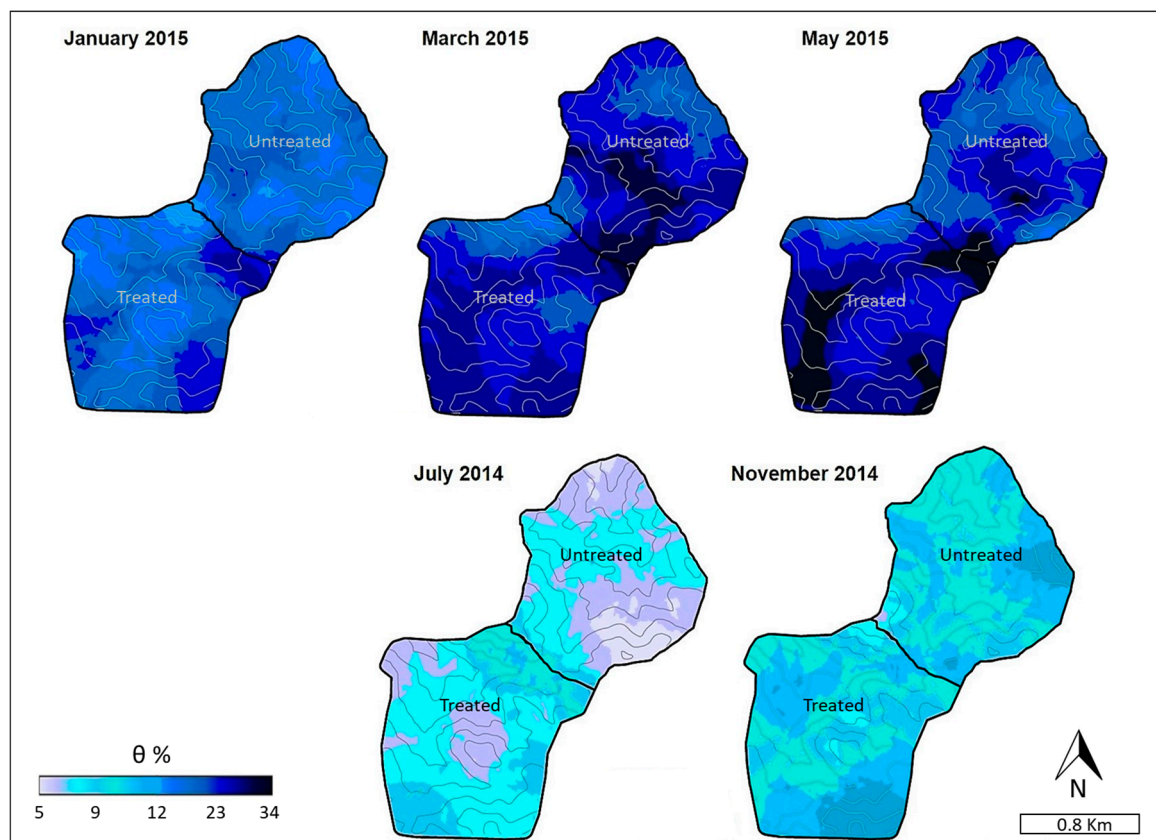 January 2015
March 2015
May 2015
Untreated
Untreated
Untreated
Treated
Treated
Treated
July 2014
November 2014
Untreated
Untreated
Treated
Treated
θ %
5 9 12 23 34
N
0.8 Km